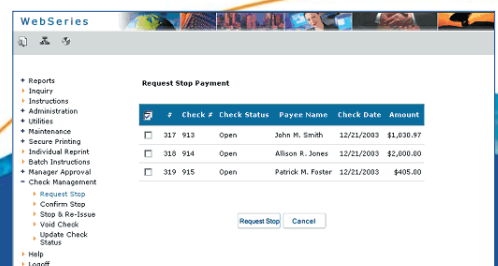 WebSeries
Reports
Inquiry
Instructions
Administration
Utilities
Maintenance
Secure Printing
Individual Reprint
Batch Instructions
Manager Approval
Check Management
Request Stop
Confirm Stop
Stop & Re-Issue
Void Check
Update Check
Status
Help
Logoff
Request Stop Payment
# Check # Check Status Payee Name Check Date Amount
317 913 Open John M. Smith 12/21/2003 $1,030.97
318 914 Open Allison R. Jones 12/21/2003 $2,000.00
319 915 Open Patrick M. Foster 12/21/2003 $405.00
Request Stop Cancel